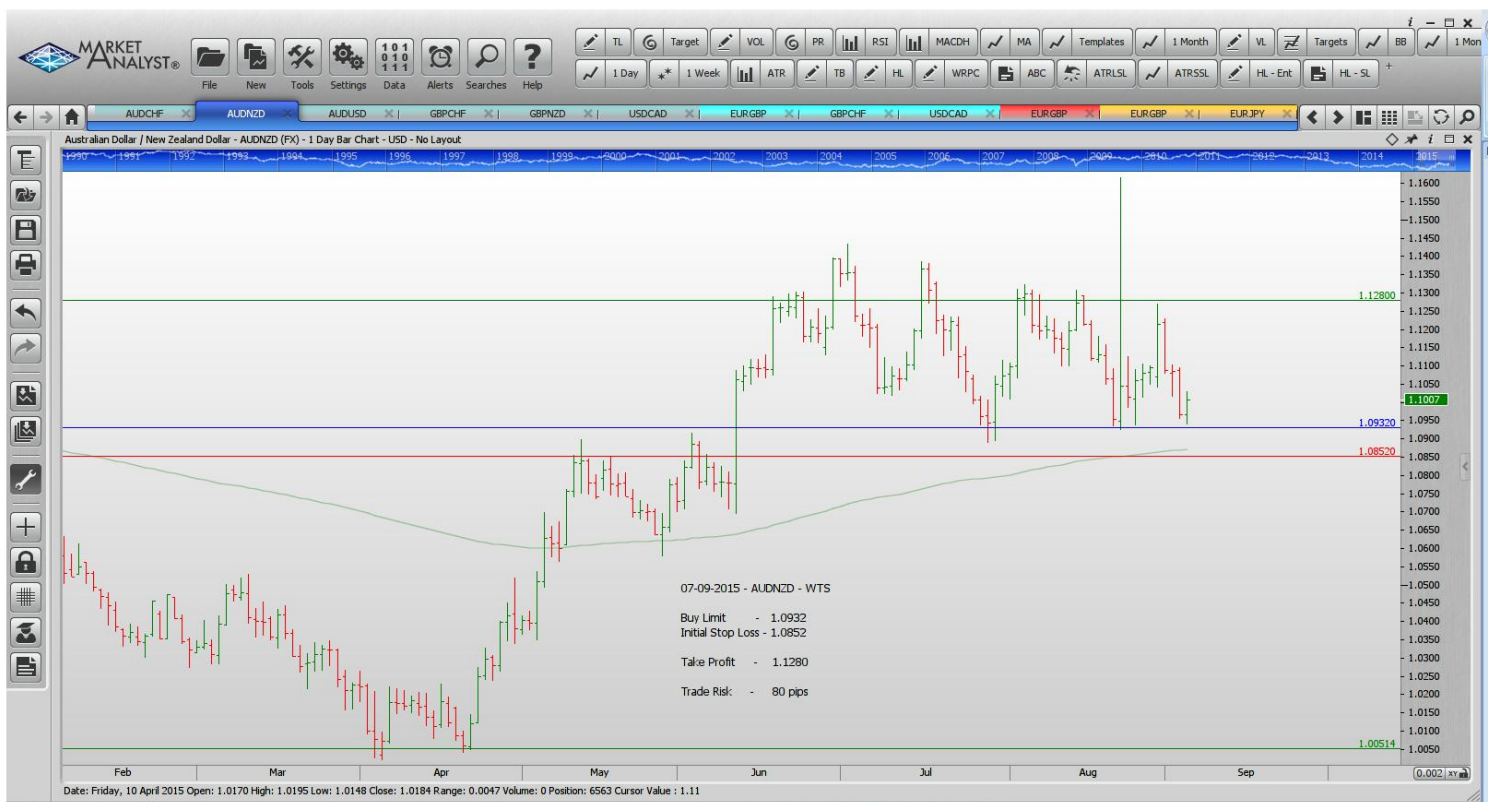 MARKET
ANALYST®
File New Tools Settings Data Alerts Searches Help
101
010
111
TL Target VOL PR RSI MACDH MA Templates 1 Month VL Targets BB 1 Mon
1 Day 1 Week ATR TB HL WRPC ABC ATRLSL ATRSSL HL - Ent HL - SL +
AUDCHF AUDNZD AUDUSD GBPCHF GBPNZD USDCAD EURGBP GBPCHF USDCAD EURGBP EURGBP EURJPY
Australian Dollar / New Zealand Dollar - AUDNZD (FX) - 1 Day Bar Chart - USD - No Layout
1990 1991 1992 1993 1994 1995 1996 1997 1998 1999 2000 2001 2002 2003 2004 2005 2006 2007 2008 2009 2010 2011 2012 2013 2014 2015
1.1600
1.1550
1.1500
1.1450
1.1400
1.1350
1.1300
1.12800
1.1250
1.1200
1.1150
1.1100
1.1050
1.1007
1.0950
1.09320
1.0900
1.08520
1.0850
1.0800
1.0750
1.0700
1.0650
1.0600
1.0550
1.0500
1.0450
1.0400
1.0350
1.0300
1.0250
1.0200
1.0150
1.0100
1.00514
1.0050
07-09-2015 - AUDNZD - WTS
Buy Limit - 1.0932
Initial Stop Loss - 1.0852
Take Profit - 1.1280
Trade Risk - 80 pips
Feb Mar Apr May Jun Jul Aug Sep
0.002 XY
Date: Friday, 10 April 2015 Open: 1.0170 High: 1.0195 Low: 1.0148 Close: 1.0184 Range: 0.0047 Volume: 0 Position: 6563 Cursor Value : 1.11